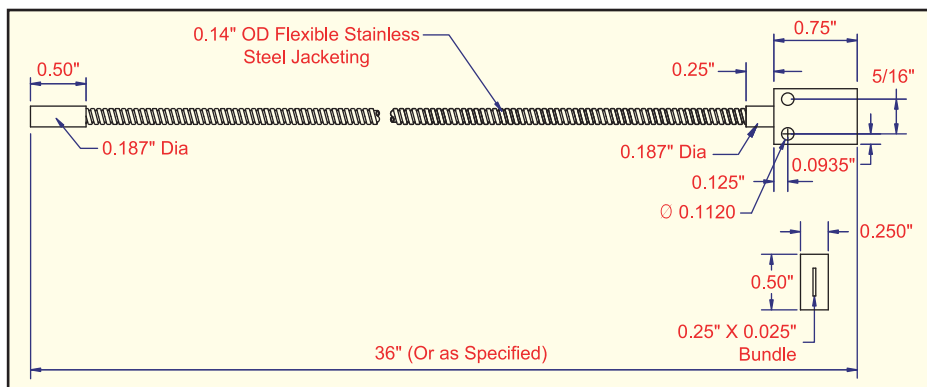 0.14" OD Flexible Stainless
Steel Jacketing
0.75"
0.50"
0.25"
5/16"
0.187" Dia
0.187" Dia
0.0935"
0.125"
∅ 0.1120
0.250"
0.50"
0.25" X 0.025"
Bundle
36" (Or as Specified)